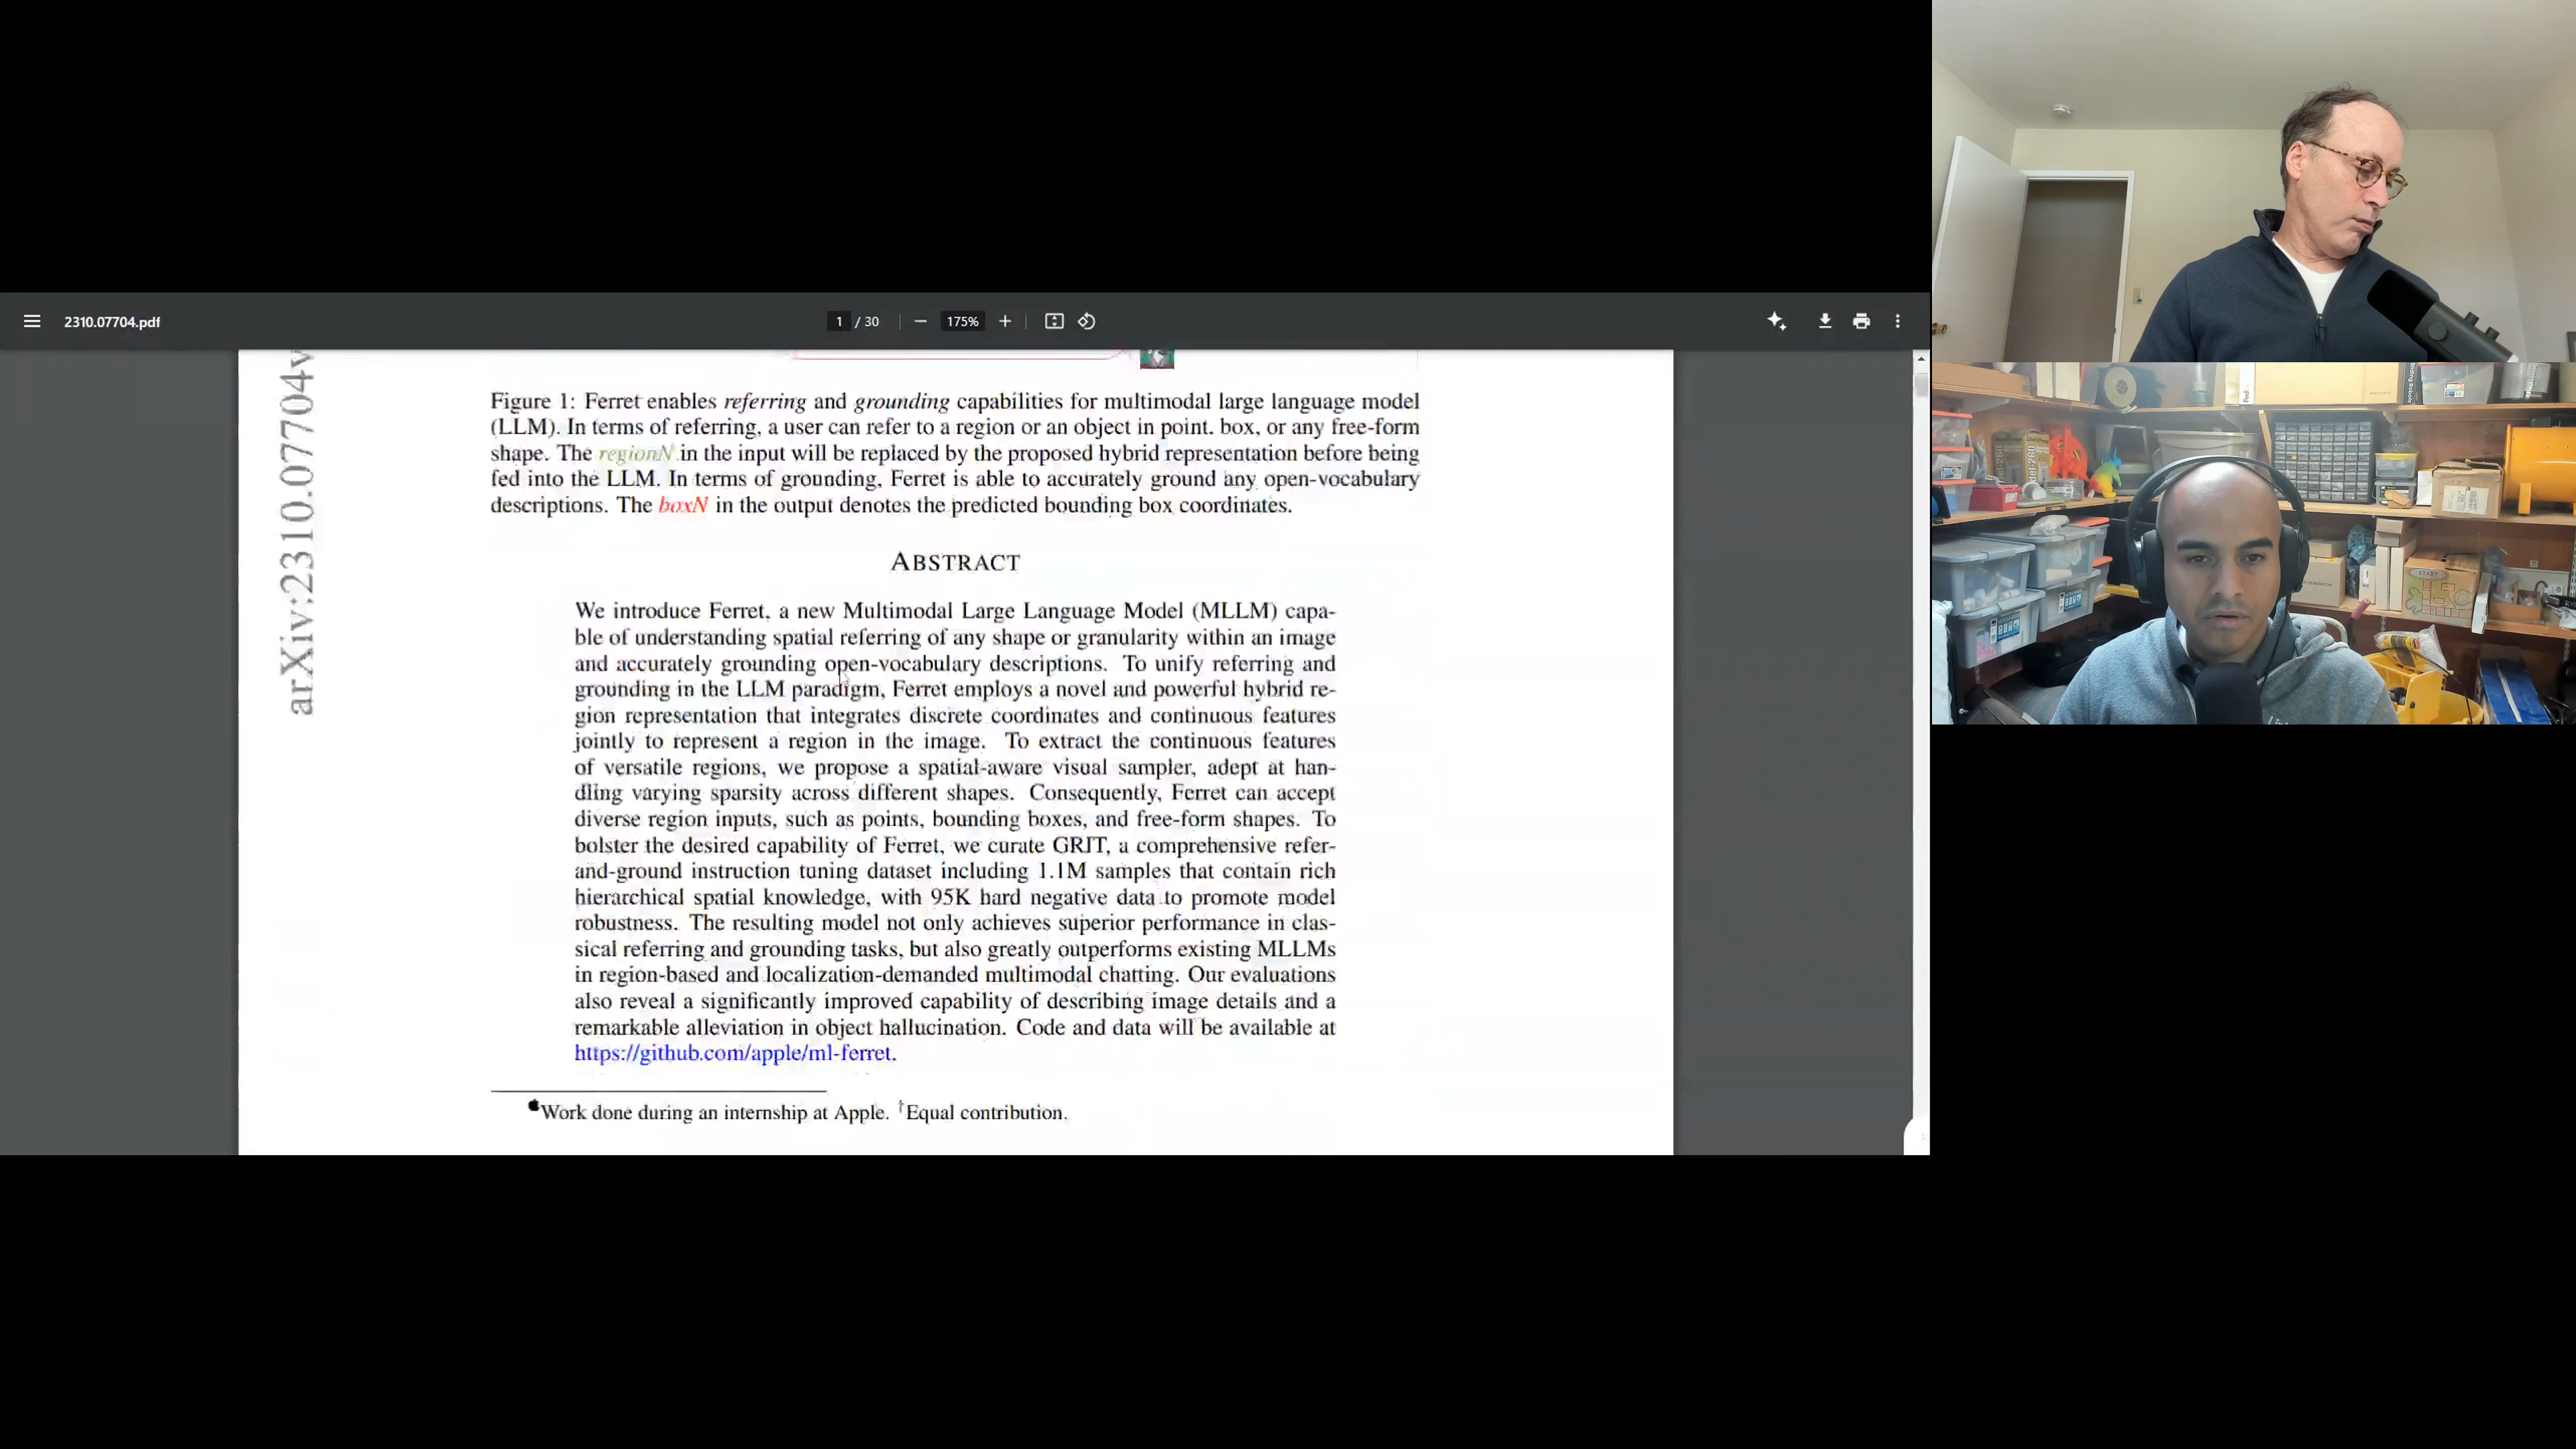 2310.07704.pdf
1 / 30
175%
arXiv:2310.07704v
Figure 1: Ferret enables referring and grounding capabilities for multimodal large language model
(LLM). In terms of referring, a user can refer to a region or an object in point, box, or any free-form
shape. The regionN in the input will be replaced by the proposed hybrid representation before being
fed into the LLM. In terms of grounding, Ferret is able to accurately ground any open-vocabulary
descriptions. The boxN in the output denotes the predicted bounding box coordinates.
ABSTRACT
We introduce Ferret, a new Multimodal Large Language Model (MLLM) capa-
ble of understanding spatial referring of any shape or granularity within an image
and accurately grounding open-vocabulary descriptions. To unify referring and
grounding in the LLM paradigm, Ferret employs a novel and powerful hybrid re-
gion representation that integrates discrete coordinates and continuous features
jointly to represent a region in the image. To extract the continuous features
of versatile regions, we propose a spatial-aware visual sampler, adept at han-
dling varying sparsity across different shapes. Consequently, Ferret can accept
diverse region inputs, such as points, bounding boxes, and free-form shapes. To
bolster the desired capability of Ferret, we curate GRIT, a comprehensive refer-
and-ground instruction tuning dataset including 1.1M samples that contain rich
hierarchical spatial knowledge, with 95K hard negative data to promote model
robustness. The resulting model not only achieves superior performance in clas-
sical referring and grounding tasks, but also greatly outperforms existing MLLMs
in region-based and localization-demanded multimodal chatting. Our evaluations
also reveal a significantly improved capability of describing image details and a
remarkable alleviation in object hallucination. Code and data will be available at
https://github.com/apple/ml-ferret.
Work done during an internship at Apple. †Equal contribution.
FedEx
START